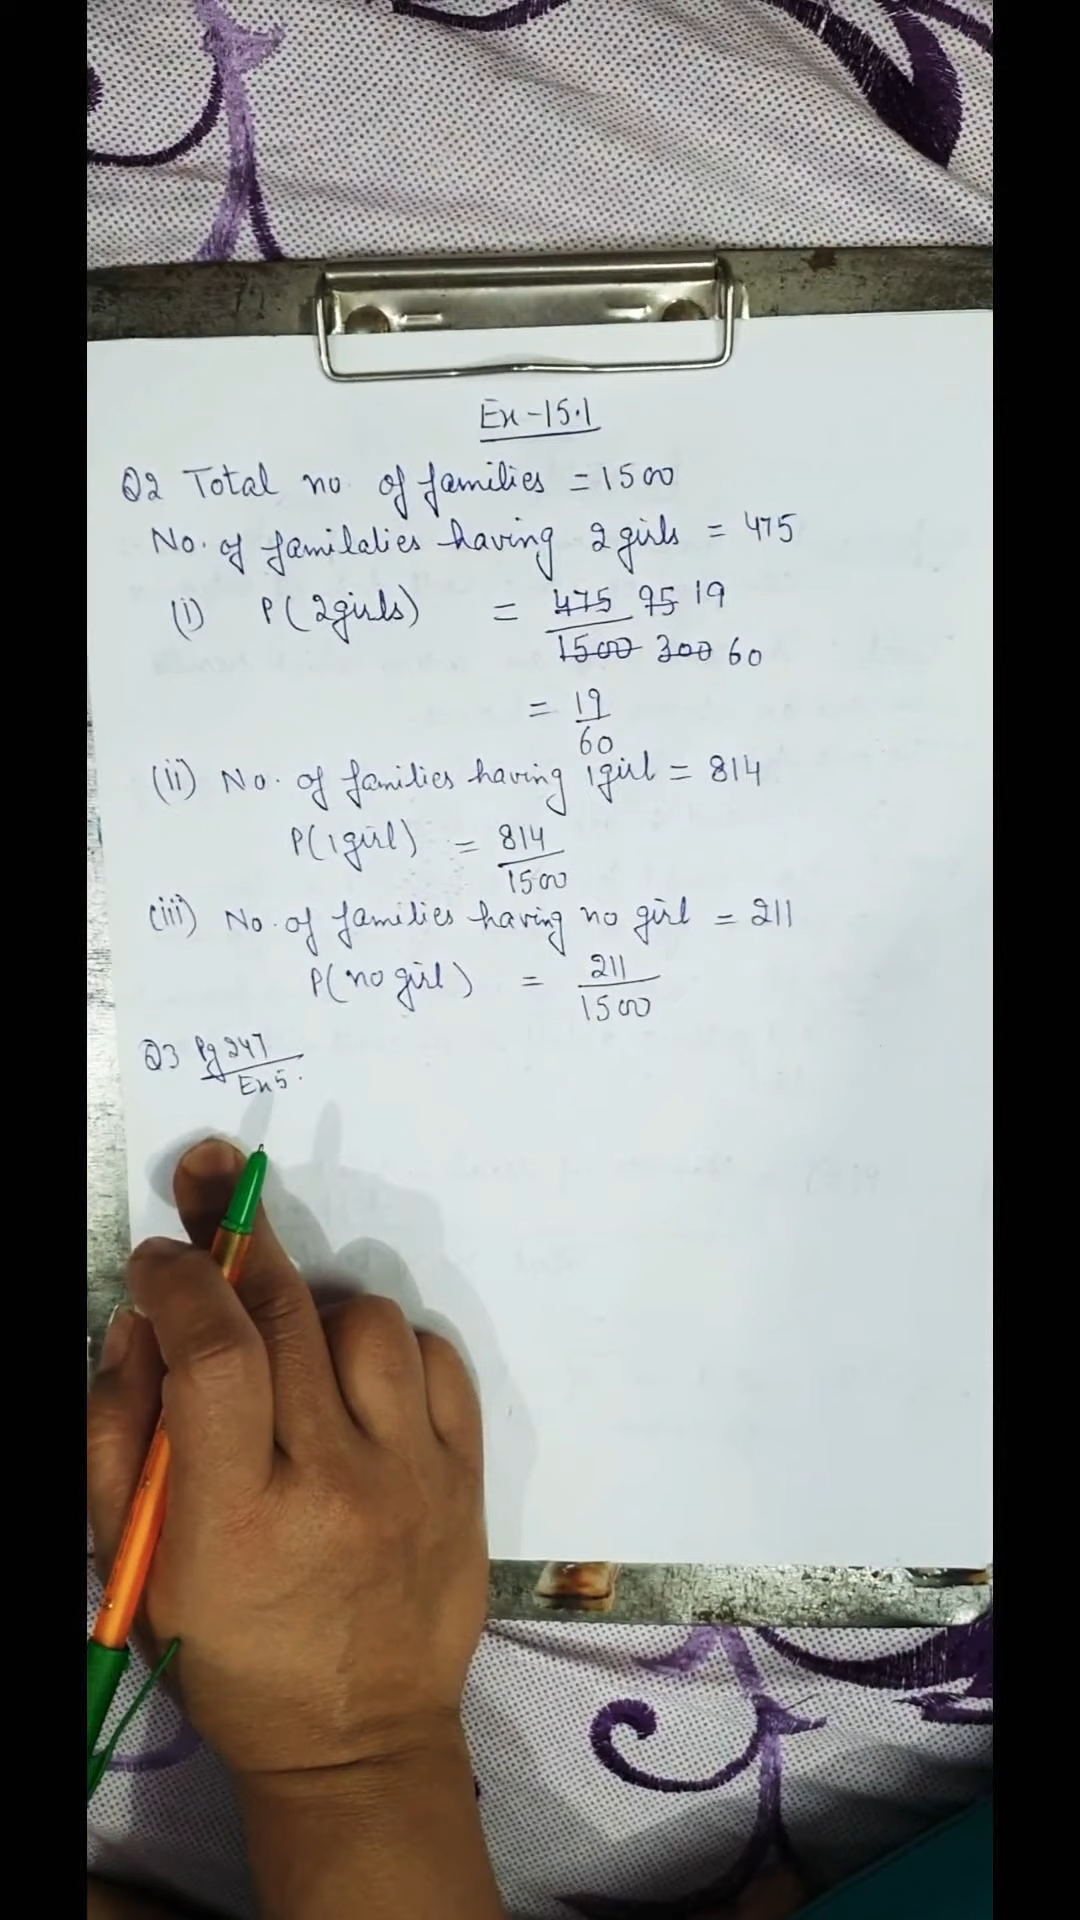 Ex-15.1
Q2 Total no. of families = 1500
No. of familaties having 2 girls = 475
(i) P(2girls) = 475 95 19
1500 300 60
= 19
60
(ii) No. of families having 1girl = 814
P(1girl) = 814
1500
(iii) No. of families having no girl = 211
P(no girl) = 211
1500
Q3 Pg 247
Ex 5.